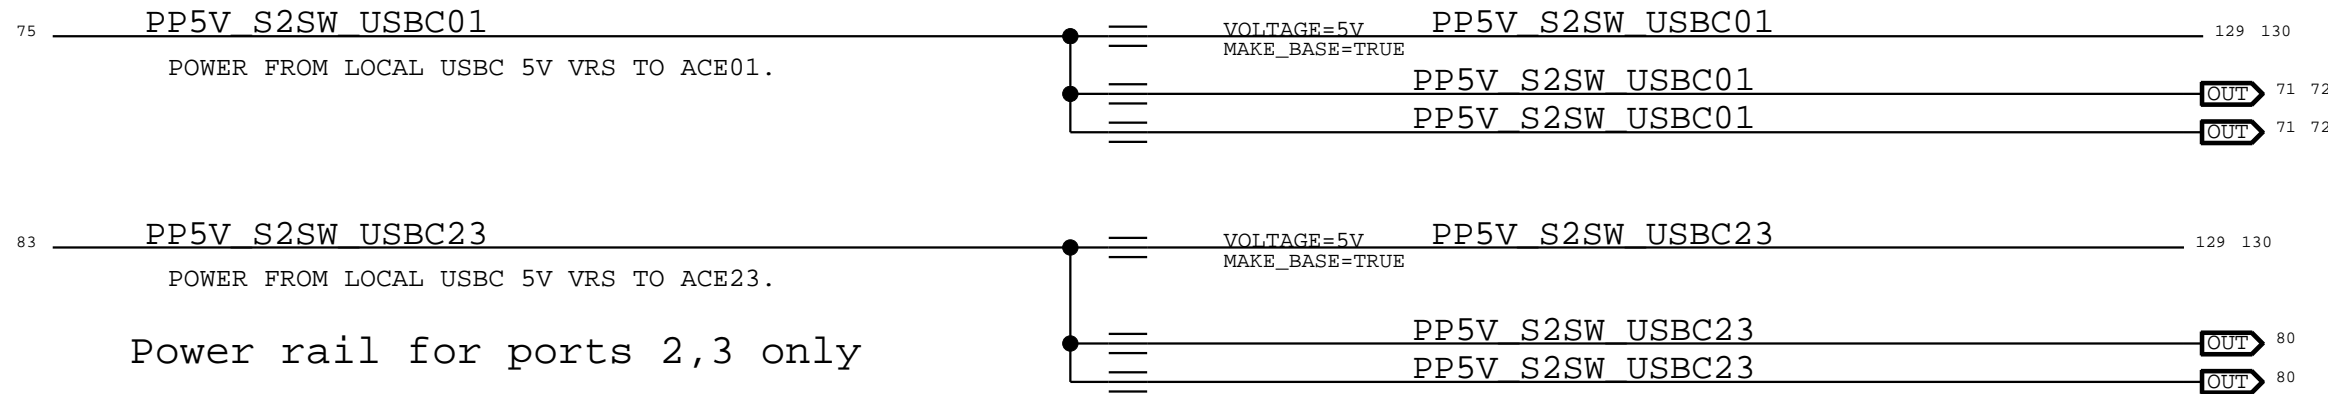 75 PP5V_S2SW_USBC01 VOLTAGE=5V PP5V_S2SW_USBC01 129 130
MAKE_BASE=TRUE
POWER FROM LOCAL USBC 5V VRS TO ACE01.
PP5V_S2SW_USBC01 OUT 71 72
PP5V_S2SW_USBC01 OUT 71 72
83 PP5V_S2SW_USBC23 VOLTAGE=5V PP5V_S2SW_USBC23 129 130
MAKE_BASE=TRUE
POWER FROM LOCAL USBC 5V VRS TO ACE23.
Power rail for ports 2,3 only
PP5V_S2SW_USBC23 OUT 80
PP5V_S2SW_USBC23 OUT 80